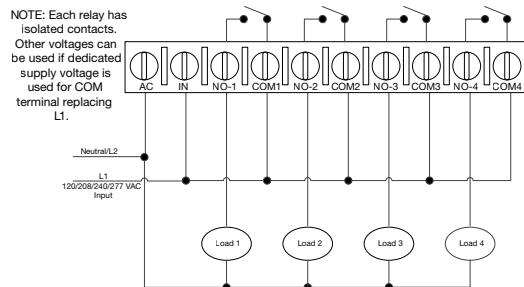 NOTE: Each relay has
isolated contacts.
Other voltages can
be used if dedicated
supply voltage is
used for COM
terminal replacing
L1.
AC IN NO-1 COM1 NO-2 COM2 NO-3 COM3 NO-4 COM4
Neutral/L2
L1
120/208/240/277 VAC
Input
Load 1 Load 2 Load 3 Load 4